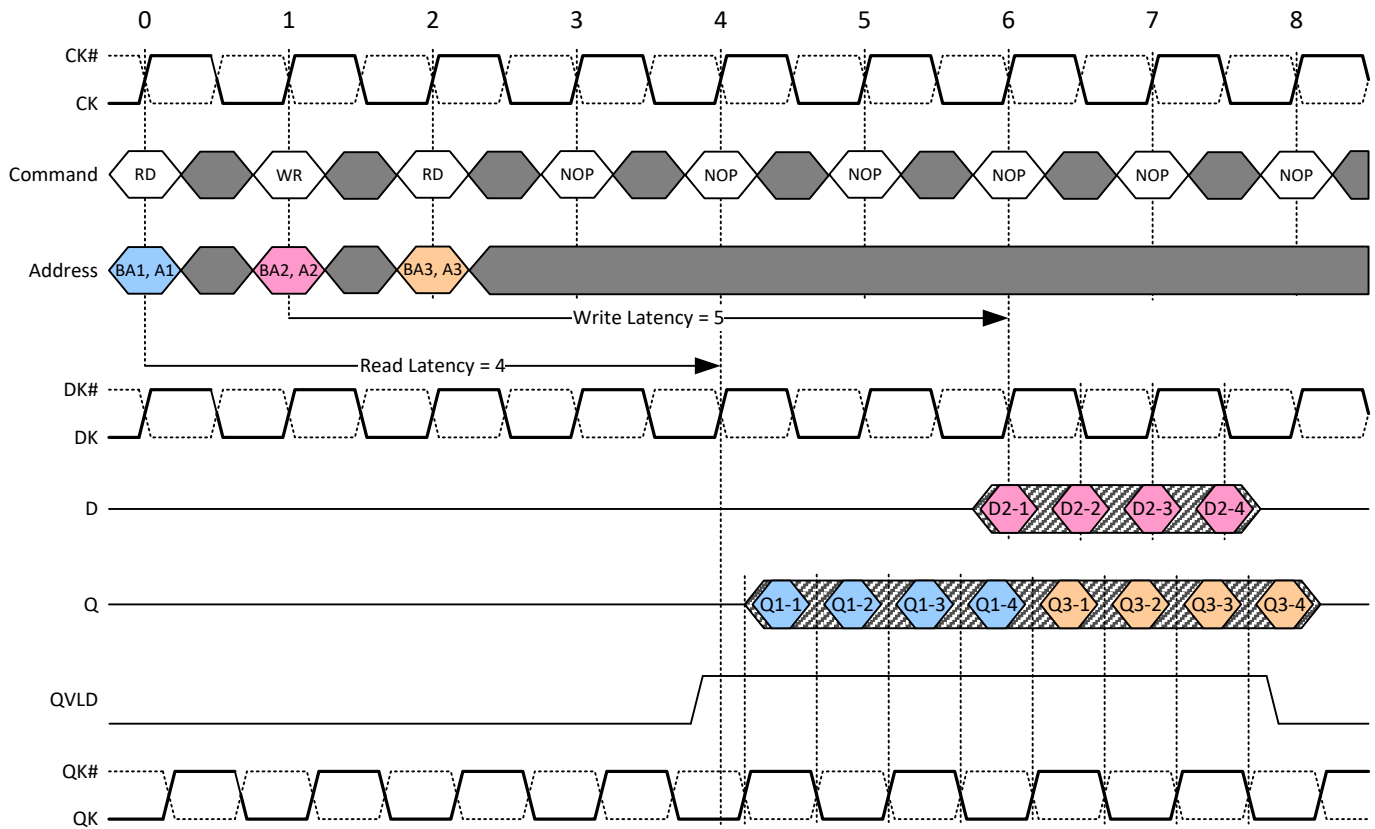 0 1 2 3 4 5 6 7 8
CK#
CK
Command RD WR RD NOP NOP NOP NOP NOP NOP
Address BA1, A1 BA2, A2 BA3, A3
Write Latency = 5
Read Latency = 4
DK#
DK
D D2-1 D2-2 D2-3 D2-4
Q Q1-1 Q1-2 Q1-3 Q1-4 Q3-1 Q3-2 Q3-3 Q3-4
QVLD
QK#
QK